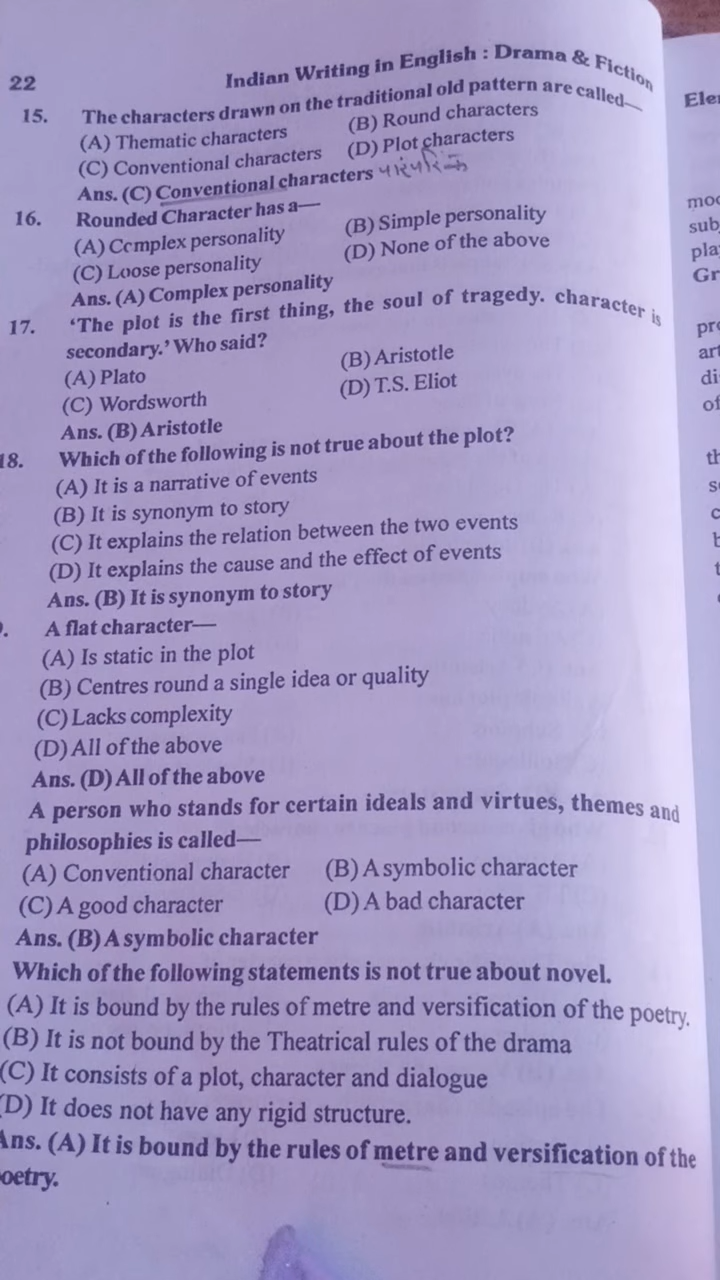 22
Indian Writing in English : Drama & Fiction
15. The characters drawn on the traditional old pattern are called—
(A) Thematic characters (B) Round characters
(C) Conventional characters (D) Plot characters
Ans. (C) Conventional characters
16. Rounded Character has a—
(A) Complex personality (B) Simple personality
(C) Loose personality (D) None of the above
Ans. (A) Complex personality
17. ‘The plot is the first thing, the soul of tragedy. character is
secondary.’ Who said?
(A) Plato (B) Aristotle
(C) Wordsworth (D) T.S. Eliot
Ans. (B) Aristotle
18. Which of the following is not true about the plot?
(A) It is a narrative of events
(B) It is synonym to story
(C) It explains the relation between the two events
(D) It explains the cause and the effect of events
Ans. (B) It is synonym to story
A flat character—
(A) Is static in the plot
(B) Centres round a single idea or quality
(C) Lacks complexity
(D) All of the above
Ans. (D) All of the above
A person who stands for certain ideals and virtues, themes and
philosophies is called—
(A) Conventional character (B) A symbolic character
(C) A good character (D) A bad character
Ans. (B) A symbolic character
Which of the following statements is not true about novel.
(A) It is bound by the rules of metre and versification of the poetry.
(B) It is not bound by the Theatrical rules of the drama
(C) It consists of a plot, character and dialogue
(D) It does not have any rigid structure.
Ans. (A) It is bound by the rules of metre and versification of the
oetry.